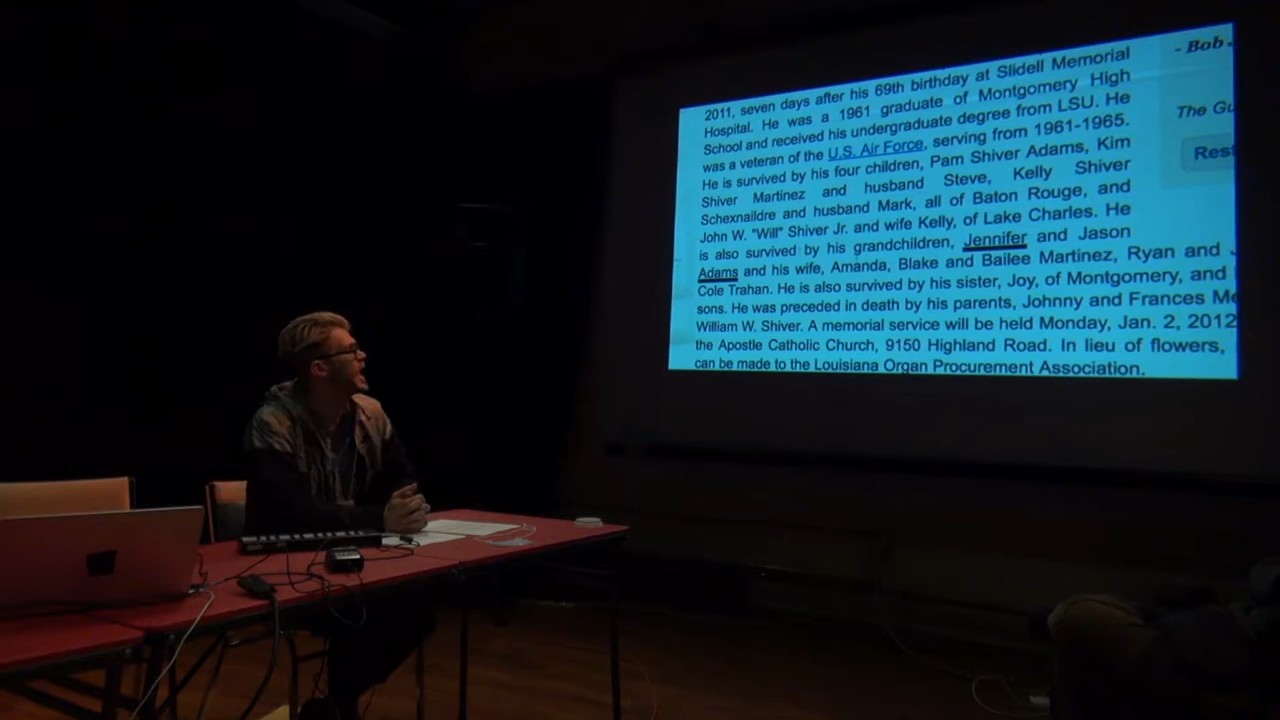 2011, seven days after his 69th birthday at Slidell Memorial
Hospital. He was a 1961 graduate of Montgomery High
School and received his undergraduate degree from LSU. He
was a veteran of the U.S. Air Force, serving from 1961-1965.
He is survived by his four children, Pam Shiver Adams, Kim
Shiver Martinez and husband Steve, Kelly Shiver
Schexnaildre and husband Mark, all of Baton Rouge, and
John W. "Will" Shiver Jr. and wife Kelly, of Lake Charles. He
is also survived by his grandchildren, Jennifer and Jason
Adams and his wife, Amanda, Blake and Bailee Martinez, Ryan and
Cole Trahan. He is also survived by his sister, Joy, of Montgomery, and
sons. He was preceded in death by his parents, Johnny and Frances
William W. Shiver. A memorial service will be held Monday, Jan. 2, 2012
the Apostle Catholic Church, 9150 Highland Road. In lieu of flowers,
can be made to the Louisiana Organ Procurement Association.
- Bob
The Gu
Rest